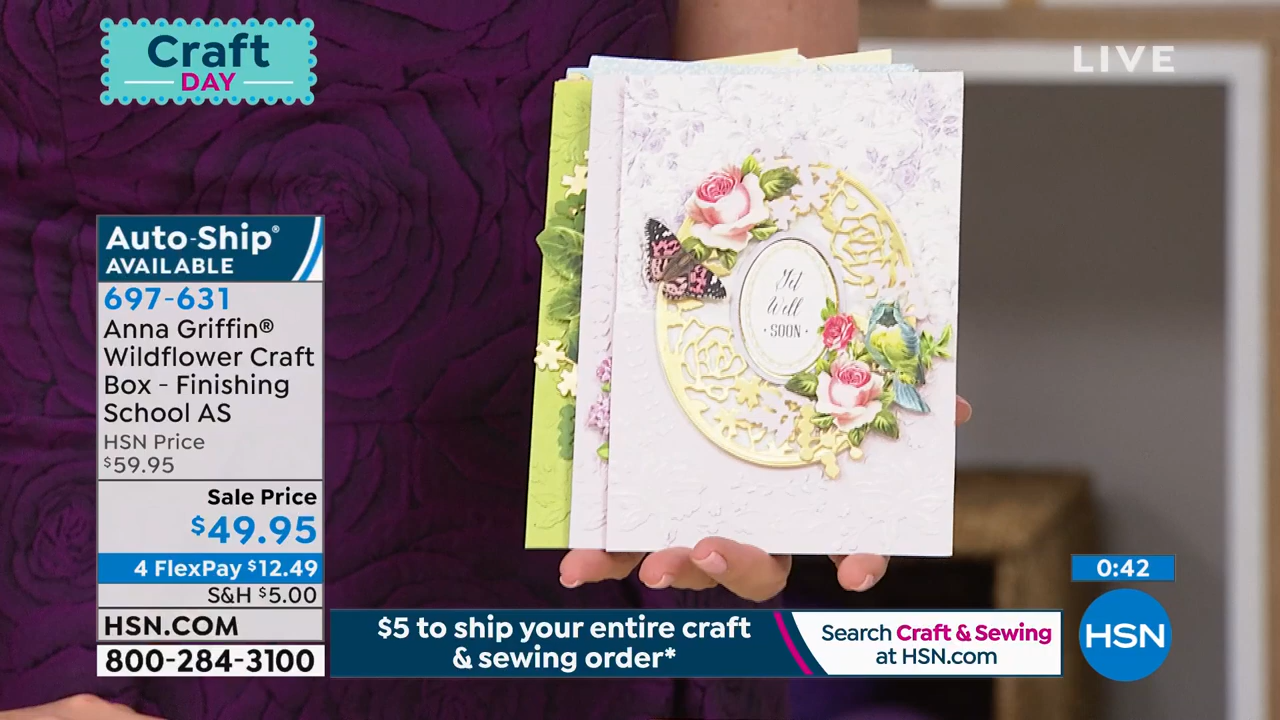 Craft
DAY
LIVE
Auto-Ship®
AVAILABLE
697-631
Anna Griffin®
Wildflower Craft
Box - Finishing
School AS
HSN Price
$59.95
Sale Price
$49.95
4 FlexPay $12.49
S&H $5.00
HSN.COM
800-284-3100
Get
Well
• SOON •
$5 to ship your entire craft
& sewing order*
Search Craft & Sewing
at HSN.com
0:42
HSN